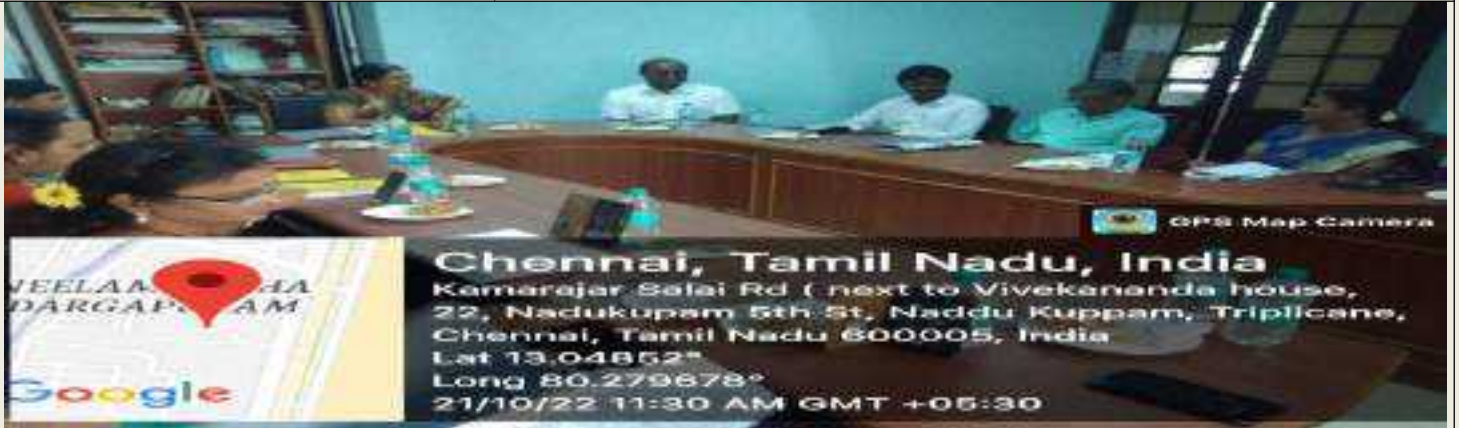 GPS Map Camera
Chennai, Tamil Nadu, India
Kamarajar Salai Rd ( next to Vivekananda house,
22, Nadukupam 5th St, Naddu Kuppam, Triplicane,
Chennai, Tamil Nadu 600005, India
Lat 13.04852°
Long 80.279678°
21/10/22 11:30 AM GMT +05:30
Google